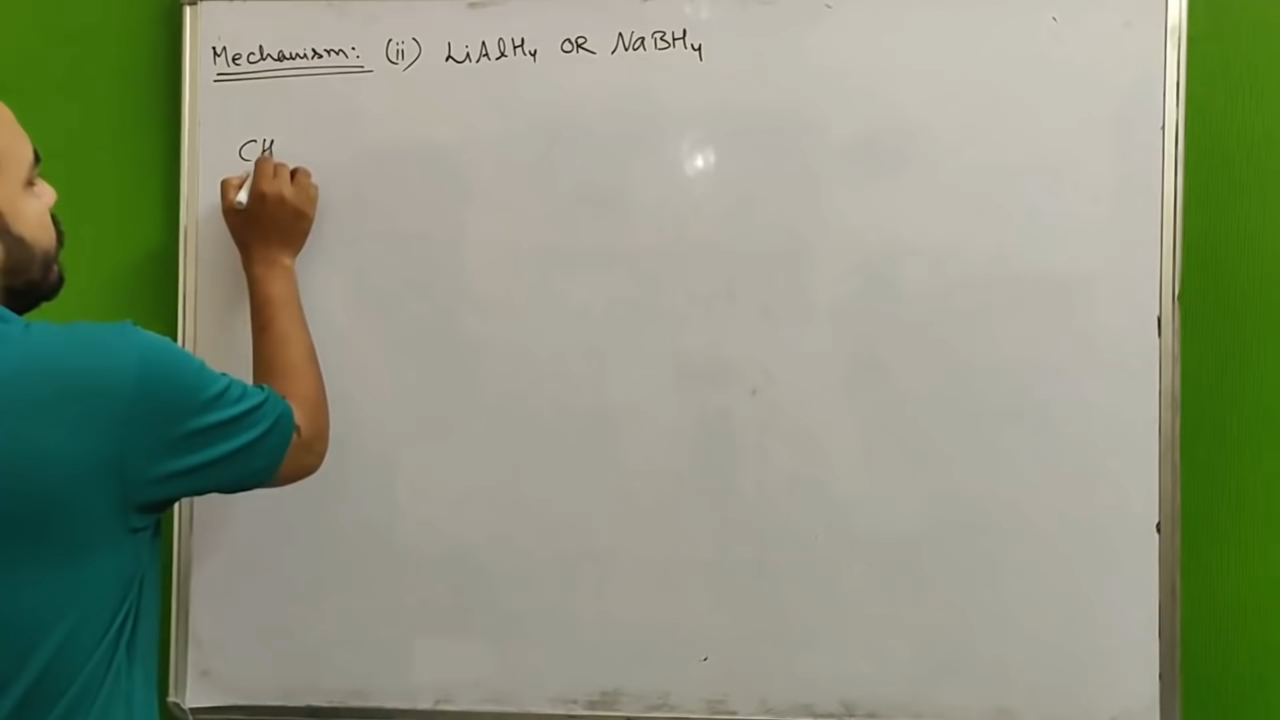 Mechanism: (ii) LiAlH₄ OR NaBH₄
CH